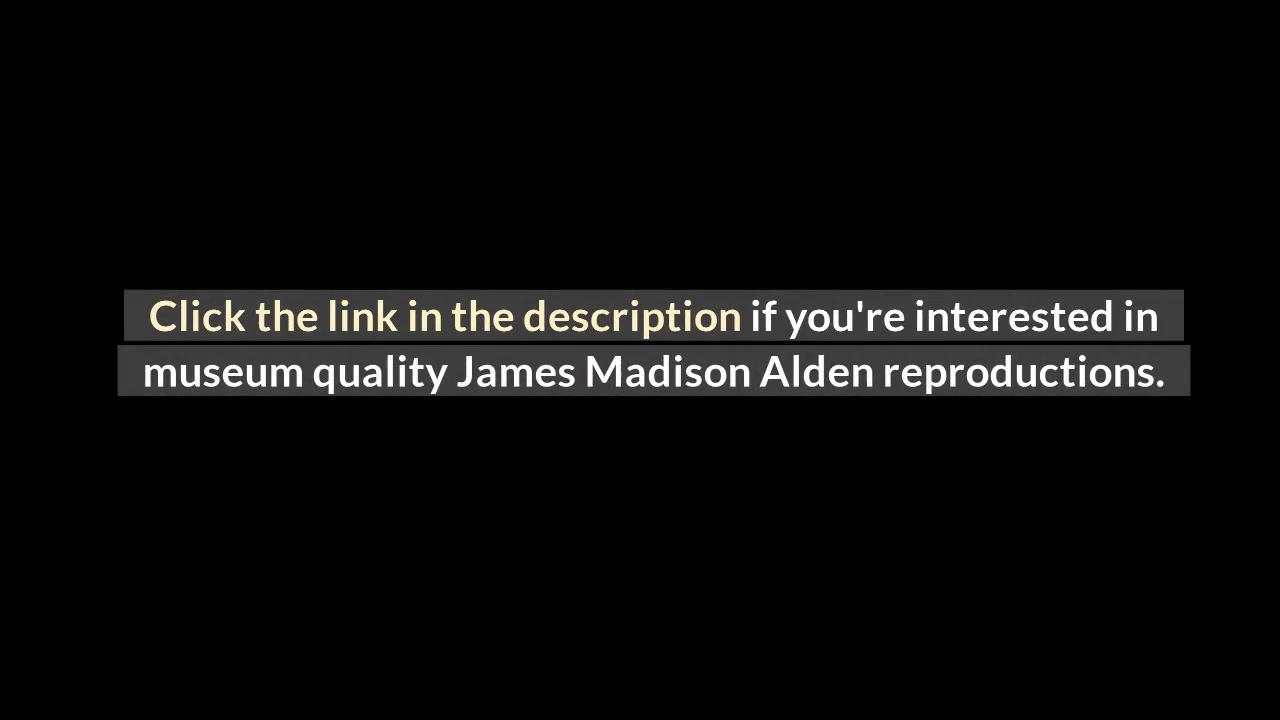 Click the link in the description if you're interested in
museum quality James Madison Alden reproductions.